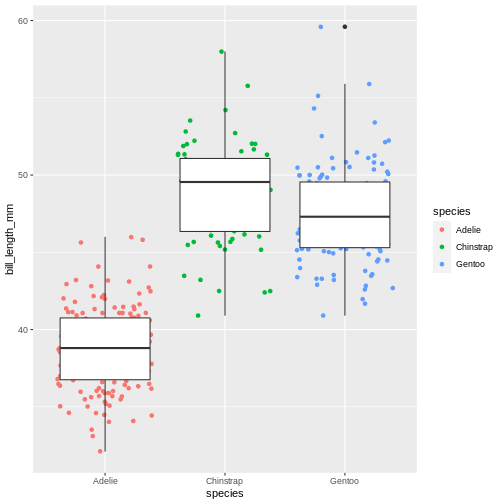 60
50
40
bill_length_mm
Adelie
Chinstrap
Gentoo
species
species
Adelie
Chinstrap
Gentoo